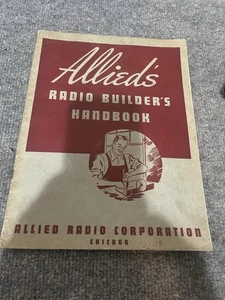 Allied's
RADIO BUILDER'S
HANDBOOK
ALLIED RADIO CORPORATION
CHICAGO